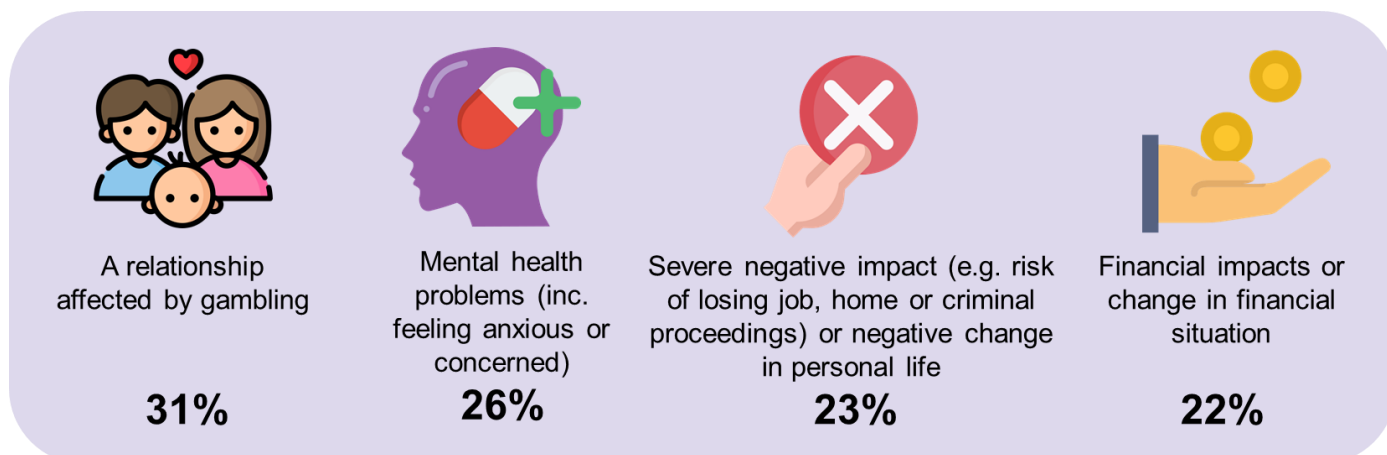 A relationship
affected by gambling
31%
Mental health
problems (inc.
feeling anxious or
concerned)
26%
Severe negative impact (e.g. risk
of losing job, home or criminal
proceedings) or negative change
in personal life
23%
Financial impacts or
change in financial
situation
22%